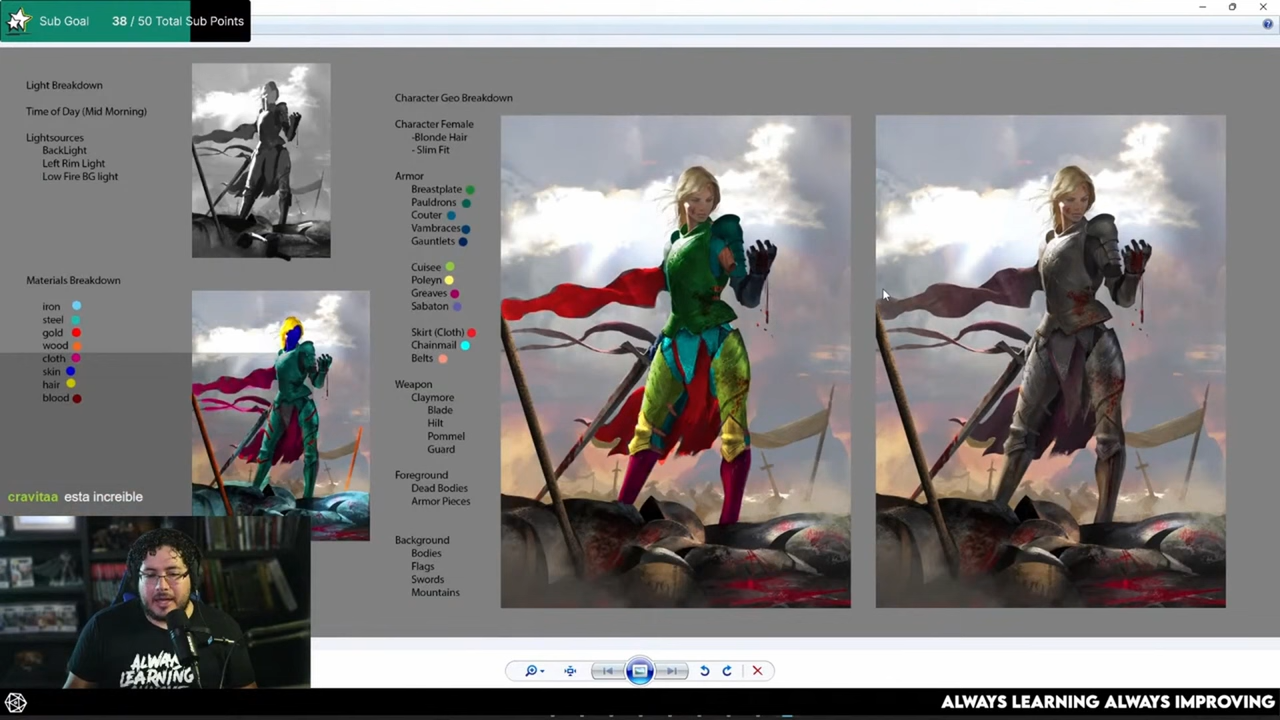 Sub Goal 38 / 50 Total Sub Points
Light Breakdown
Time of Day (Mid Morning)
Lightsources
BackLight
Left Rim Light
Low Fire BG light
Materials Breakdown
iron
steel
gold
wood
cloth
skin
hair
blood
cravitaa esta increible
Character Geo Breakdown
Character Female
-Blonde Hair
- Slim Fit
Armor
Breastplate
Pauldrons
Couter
Vambraces
Gauntlets
Cuisee
Poleyn
Greaves
Sabaton
Skirt (Cloth)
Chainmail
Belts
Weapon
Claymore
Blade
Hilt
Pommel
Guard
Foreground
Dead Bodies
Armor Pieces
Background
Bodies
Flags
Swords
Mountains
ALWAYS
LEARNING
ALWAYS LEARNING ALWAYS IMPROVING